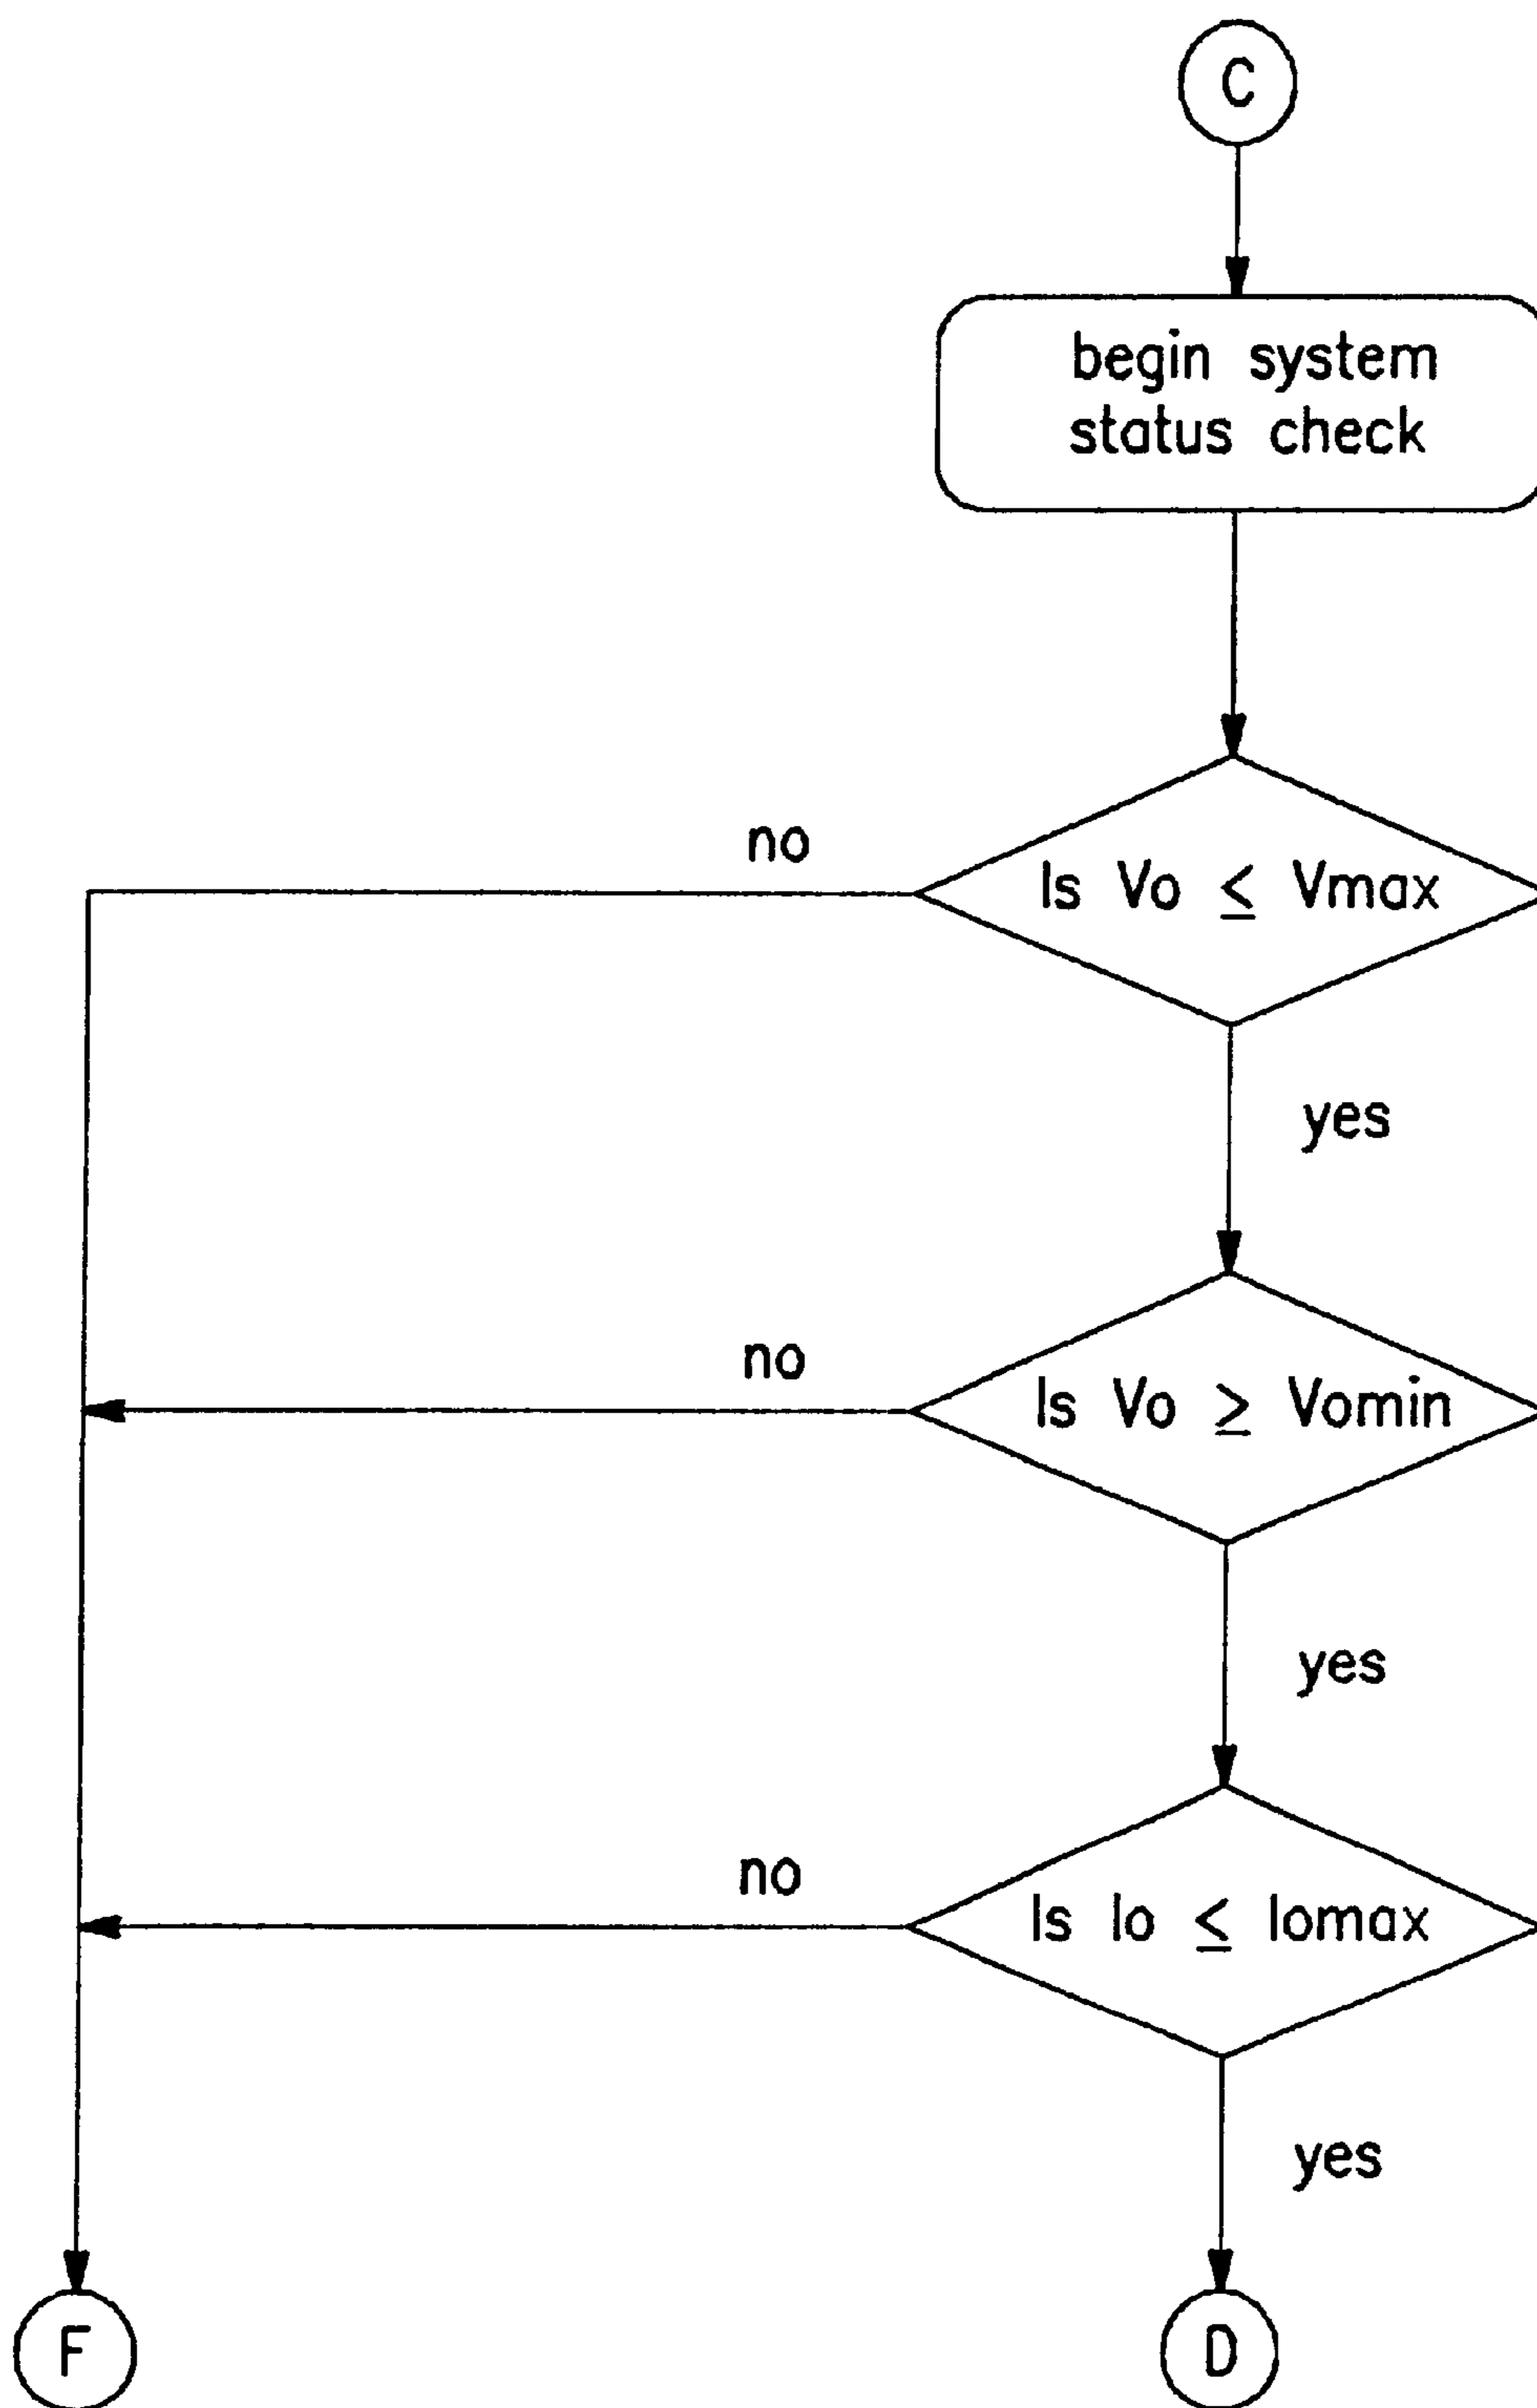 C
begin system
status check
no
Is Vo ≤ Vmax
yes
no
Is Vo ≥ Vomin
yes
no
Is Io ≤ Iomax
yes
F
D